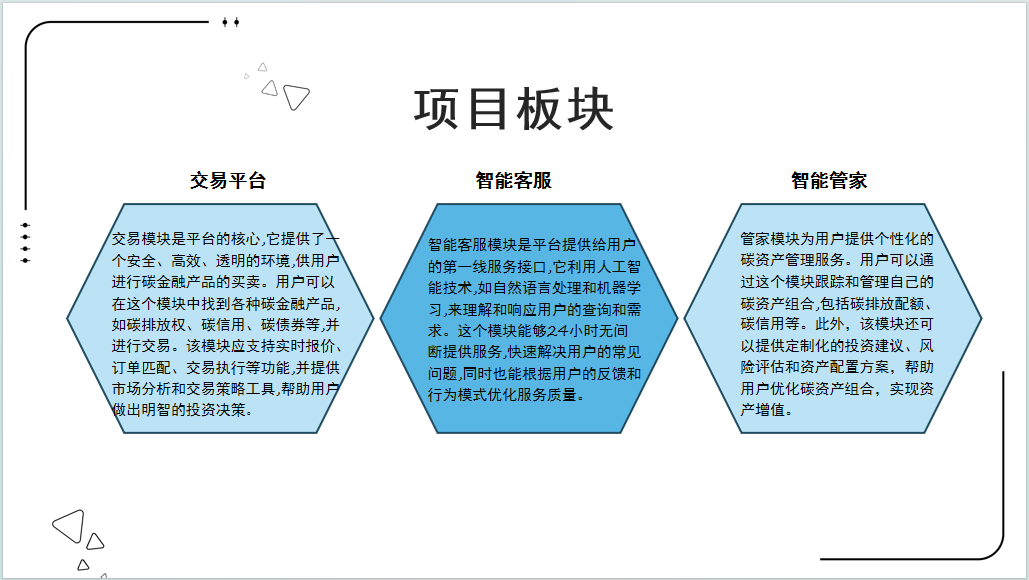 项目板块
交易平台
交易模块是平台的核心,它提供了一
个安全、高效、透明的环境,供用户
进行碳金融产品的买卖。用户可以
在这个模块中找到各种碳金融产品,
如碳排放权、碳信用、碳债券等,并
进行交易。该模块应支持实时报价、
订单匹配、交易执行等功能,并提供
市场分析和交易策略工具,帮助用户
做出明智的投资决策。
智能客服
智能客服模块是平台提供给用户
的第一线服务接口,它利用人工智
能技术,如自然语言处理和机器学
习,来理解和响应用户的查询和需
求。这个模块能够24小时无间
断提供服务,快速解决用户的常见
问题,同时也能根据用户的反馈和
行为模式优化服务质量。
智能管家
管家模块为用户提供个性化的
碳资产管理服务。用户可以通
过这个模块跟踪和管理自己的
碳资产组合,包括碳排放配额、
碳信用等。此外，该模块还可
以提供定制化的投资建议、风
险评估和资产配置方案，帮助
用户优化碳资产组合，实现资
产增值。